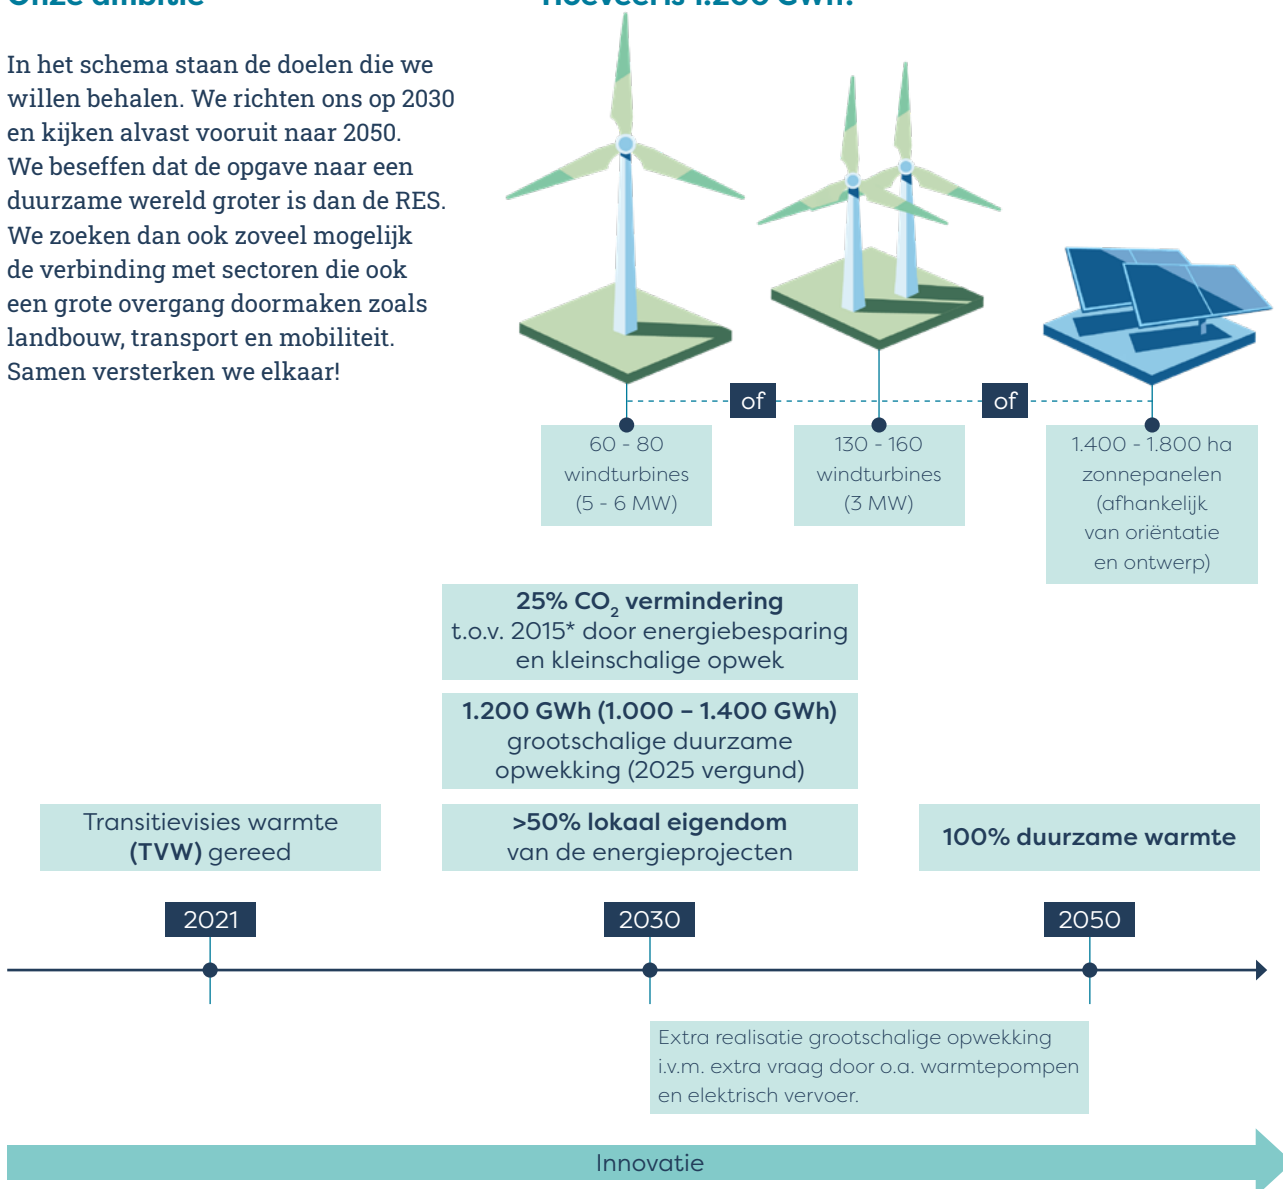 Onze ambitie
Hoeveel is 1.200 GWh?
In het schema staan de doelen die we
willen behalen. We richten ons op 2030
en kijken alvast vooruit naar 2050.
We beseffen dat de opgave naar een
duurzame wereld groter is dan de RES.
We zoeken dan ook zoveel mogelijk
de verbinding met sectoren die ook
een grote overgang doormaken zoals
landbouw, transport en mobiliteit.
Samen versterken we elkaar!
of
of
60 - 80
windturbines
(5 - 6 MW)
130 - 160
windturbines
(3 MW)
1.400 - 1.800 ha
zonnepanelen
(afhankelijk
van oriëntatie
en ontwerp)
25% CO₂ vermindering
t.o.v. 2015* door energiebesparing
en kleinschalige opwek
1.200 GWh (1.000 – 1.400 GWh)
grootschalige duurzame
opwekking (2025 vergund)
Transitievisies warmte
(TVW) gereed
>50% lokaal eigendom
van de energieprojecten
100% duurzame warmte
2021
2030
2050
Extra realisatie grootschalige opwekking
i.v.m. extra vraag door o.a. warmtepompen
en elektrisch vervoer.
Innovatie